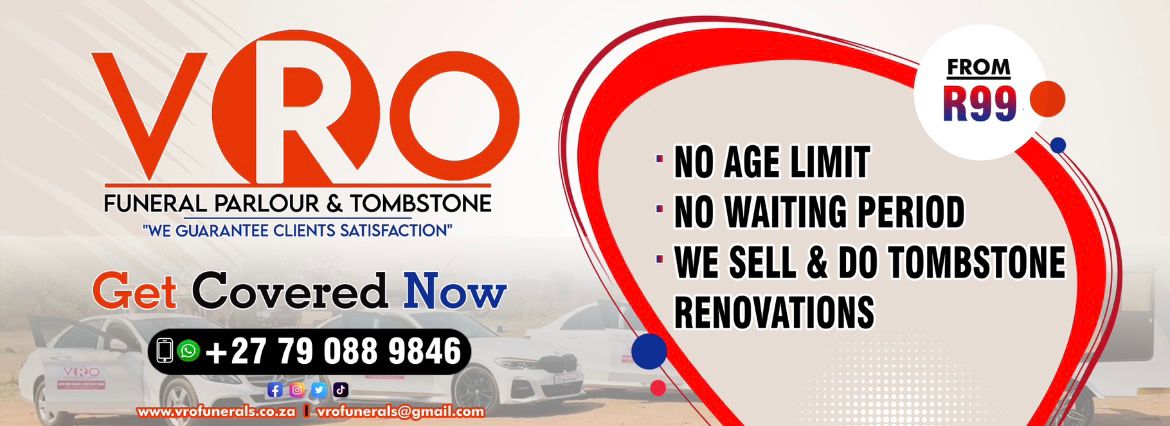 VRO
FUNERAL PARLOUR & TOMBSTONE
"WE GUARANTEE CLIENTS SATISFACTION"
Get Covered Now
+27 79 088 9846
www.vrofunerals.co.za | vrofunerals@gmail.com
FROM
R99
· NO AGE LIMIT
· NO WAITING PERIOD
· WE SELL & DO TOMBSTONE
RENOVATIONS
VRO